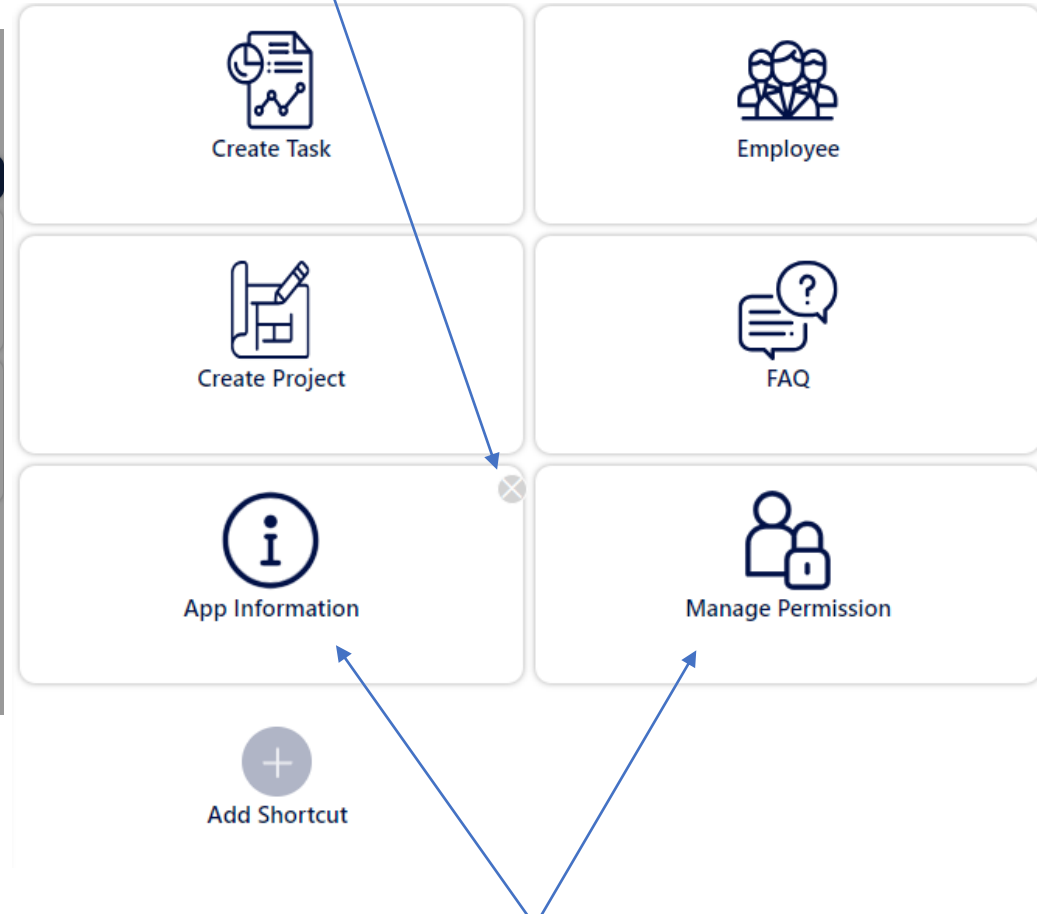 Create Task
Employee
Create Project
FAQ
App Information
Manage Permission
Add Shortcut